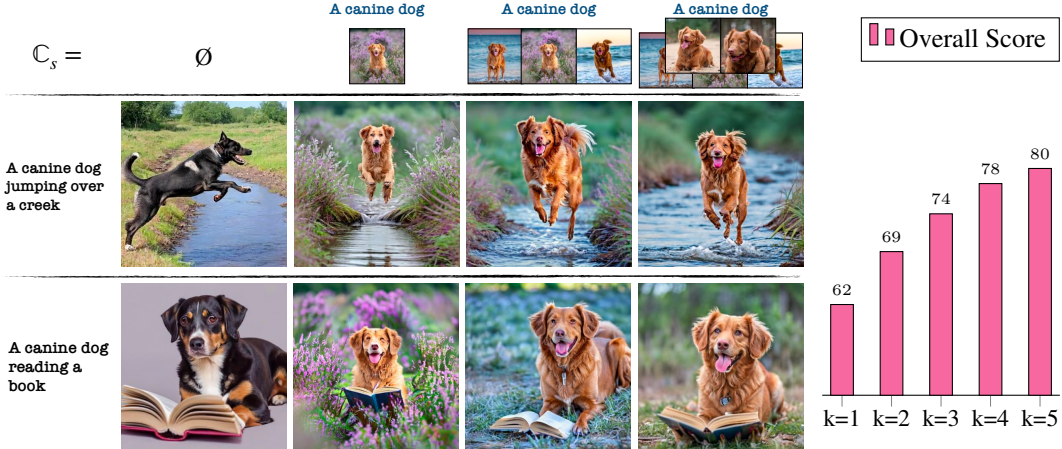 A canine dog
A canine dog
A canine dog
ℂₛ =
Ø
Overall Score
A canine dog
jumping over
a creek
A canine dog
reading a
book
62
69
74
78
80
k=1
k=2
k=3
k=4
k=5